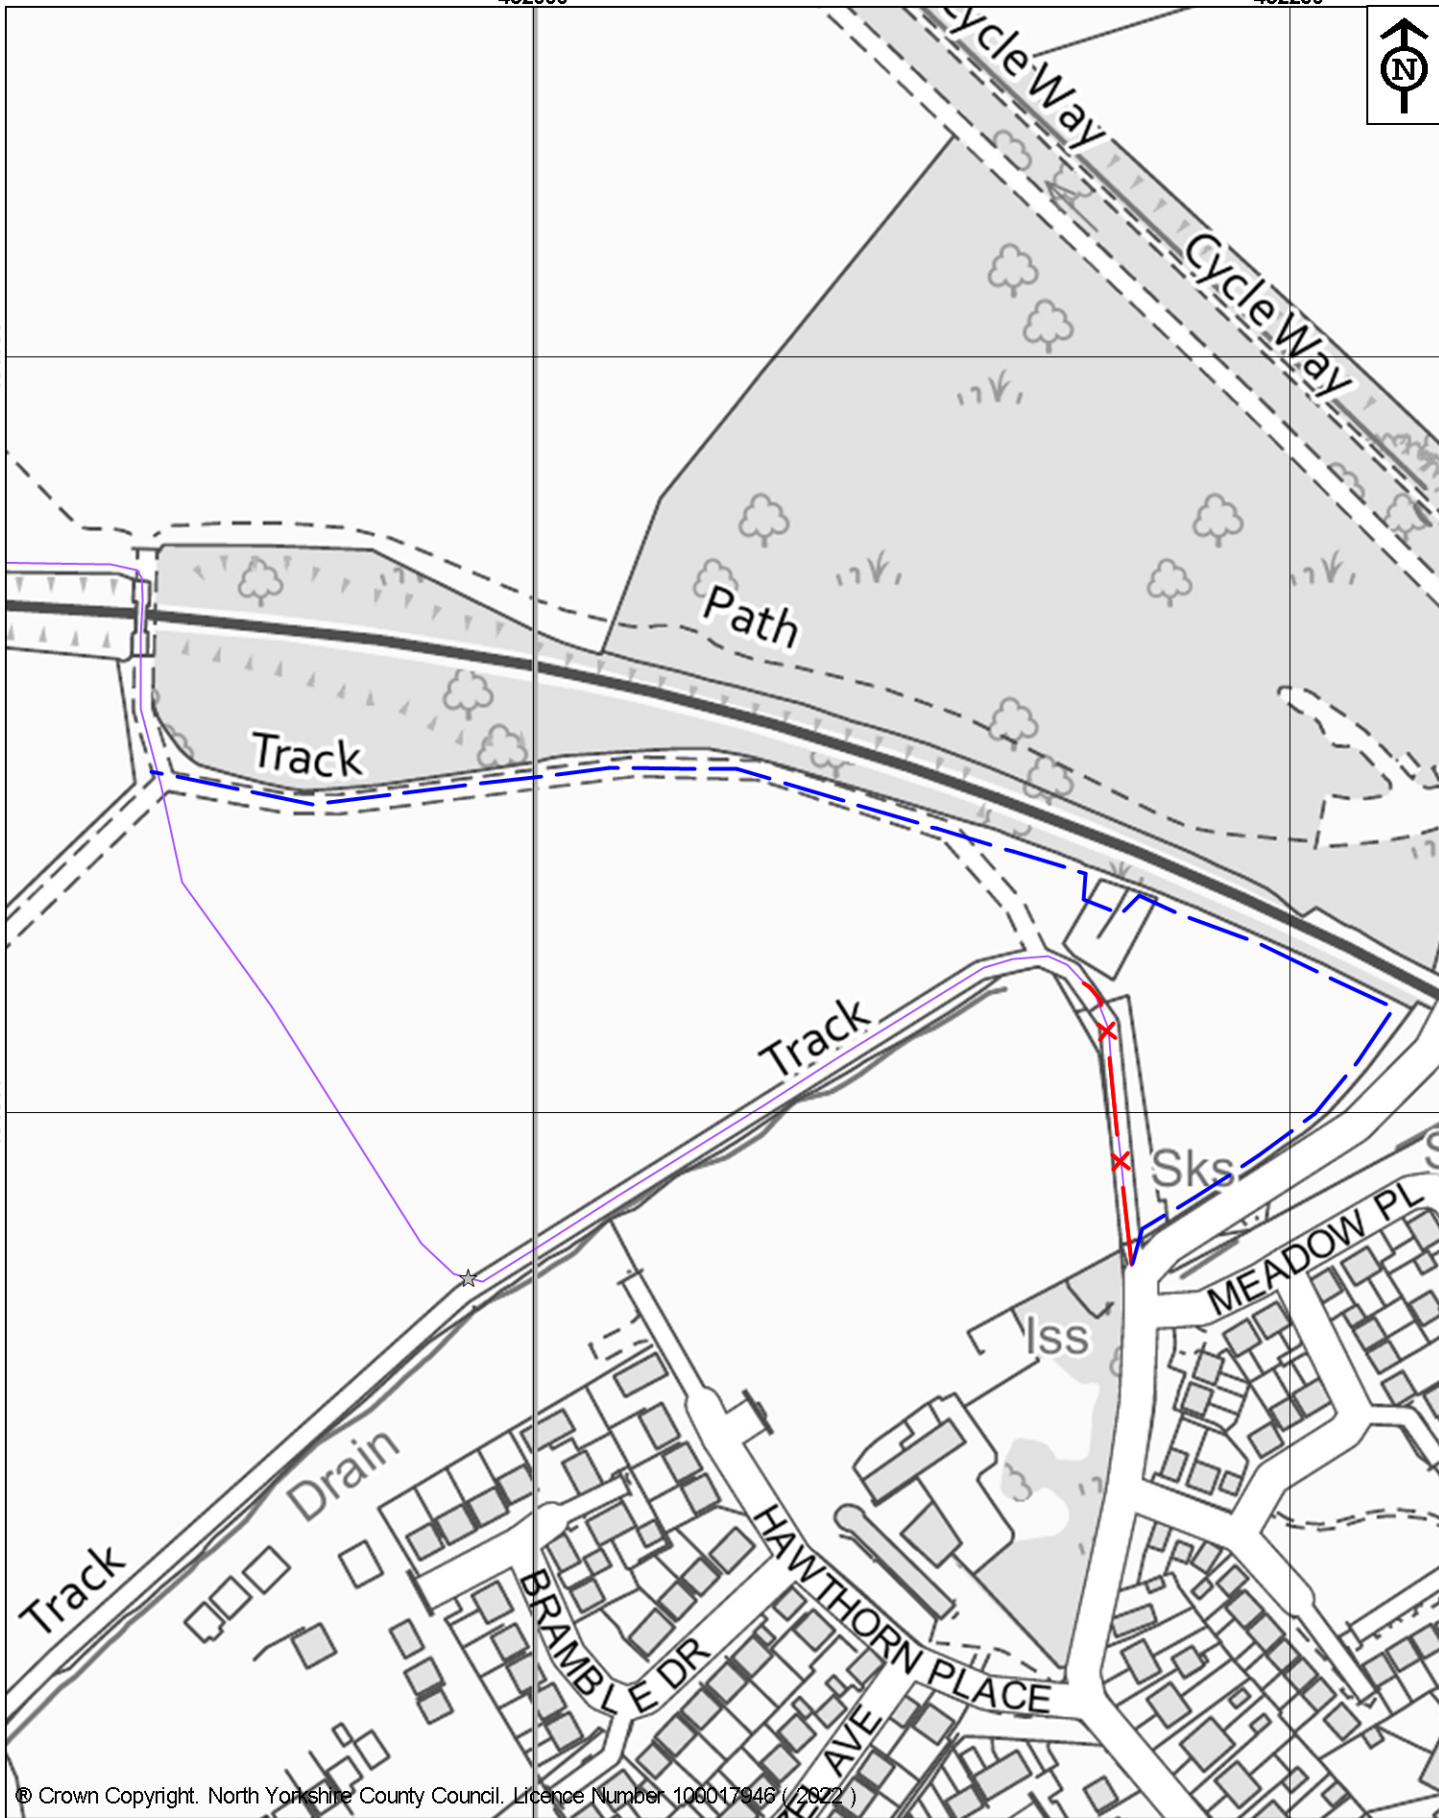 N
Cycle Way
Cycle Way
Path
Track
Track
Sks
MEADOW PL
Iss
Drain
Track
HAWTHORN PLACE
BRAMBLE DR
AVE
® Crown Copyright. North Yorkshire County Council. Licence Number 100017946 ( 2022 )